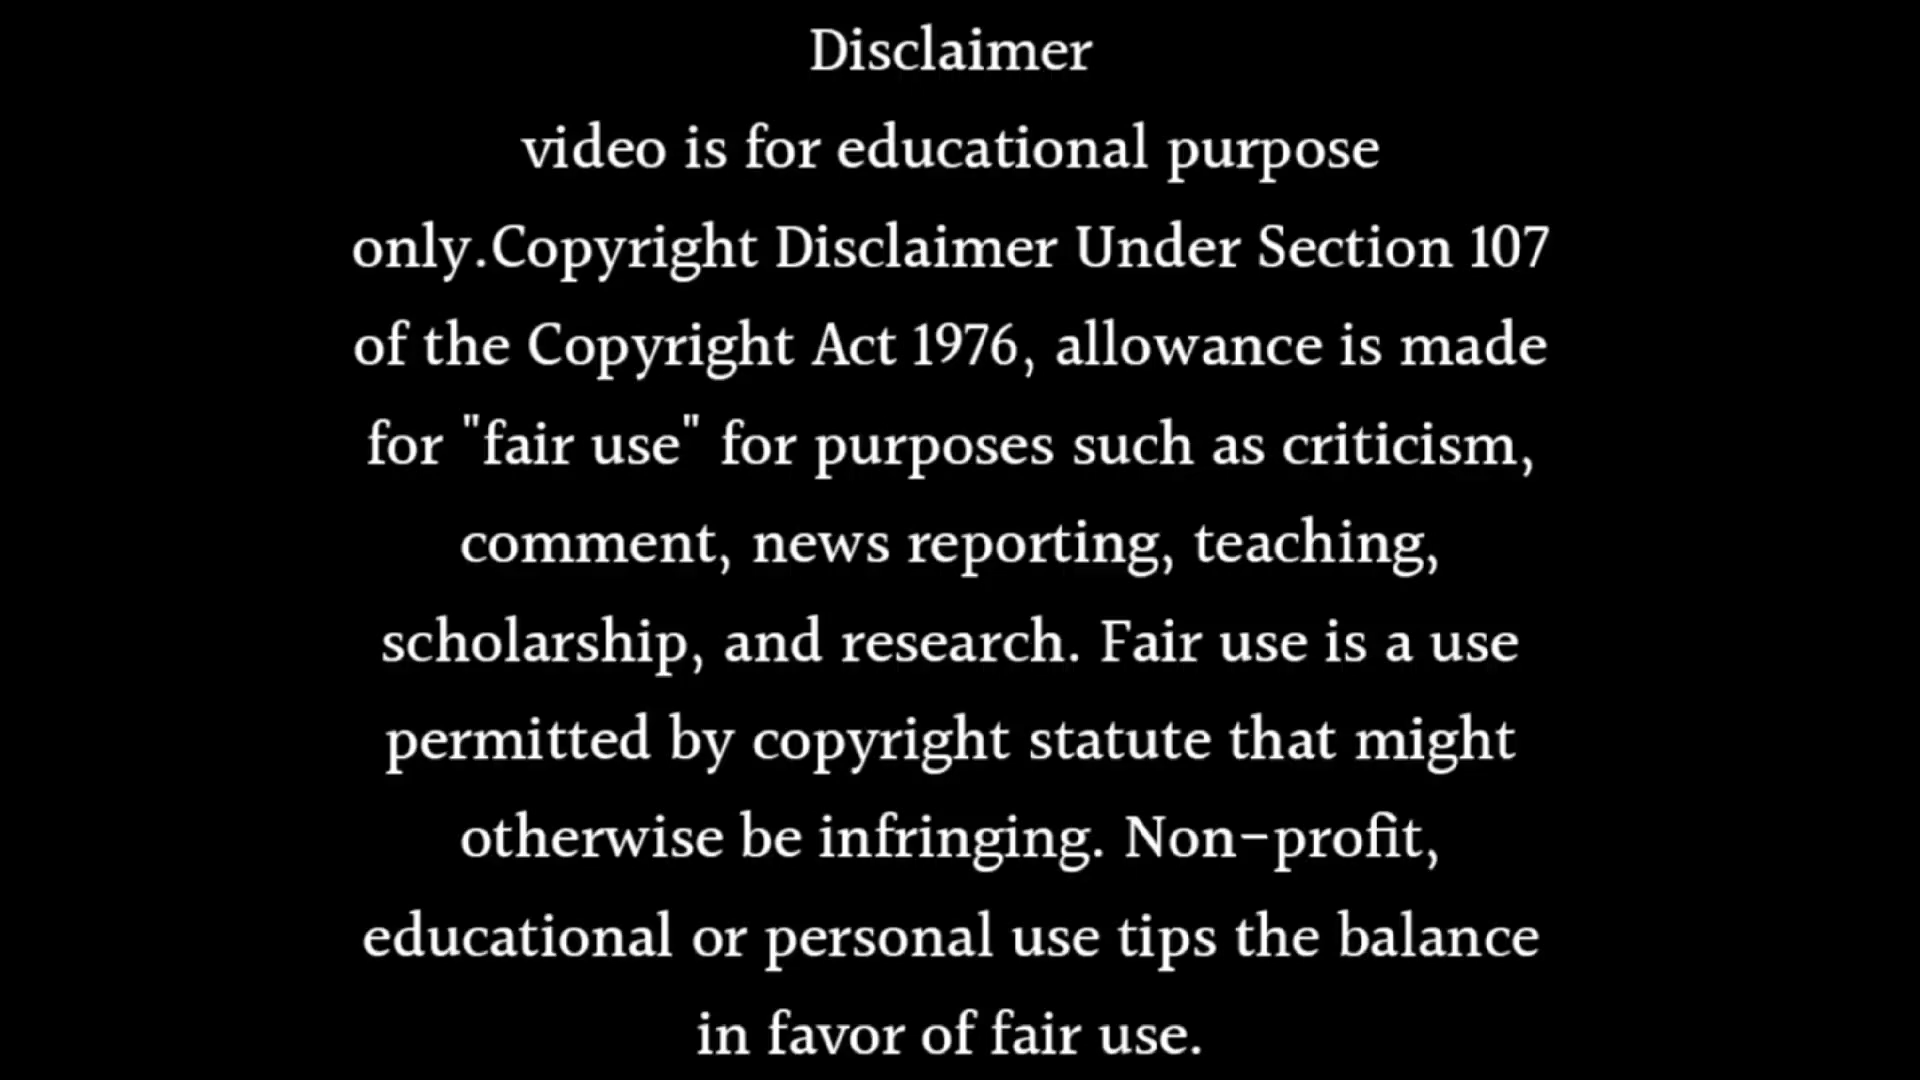 Disclaimer
video is for educational purpose
only.Copyright Disclaimer Under Section 107
of the Copyright Act 1976, allowance is made
for "fair use" for purposes such as criticism,
comment, news reporting, teaching,
scholarship, and research. Fair use is a use
permitted by copyright statute that might
otherwise be infringing. Non-profit,
educational or personal use tips the balance
in favor of fair use.